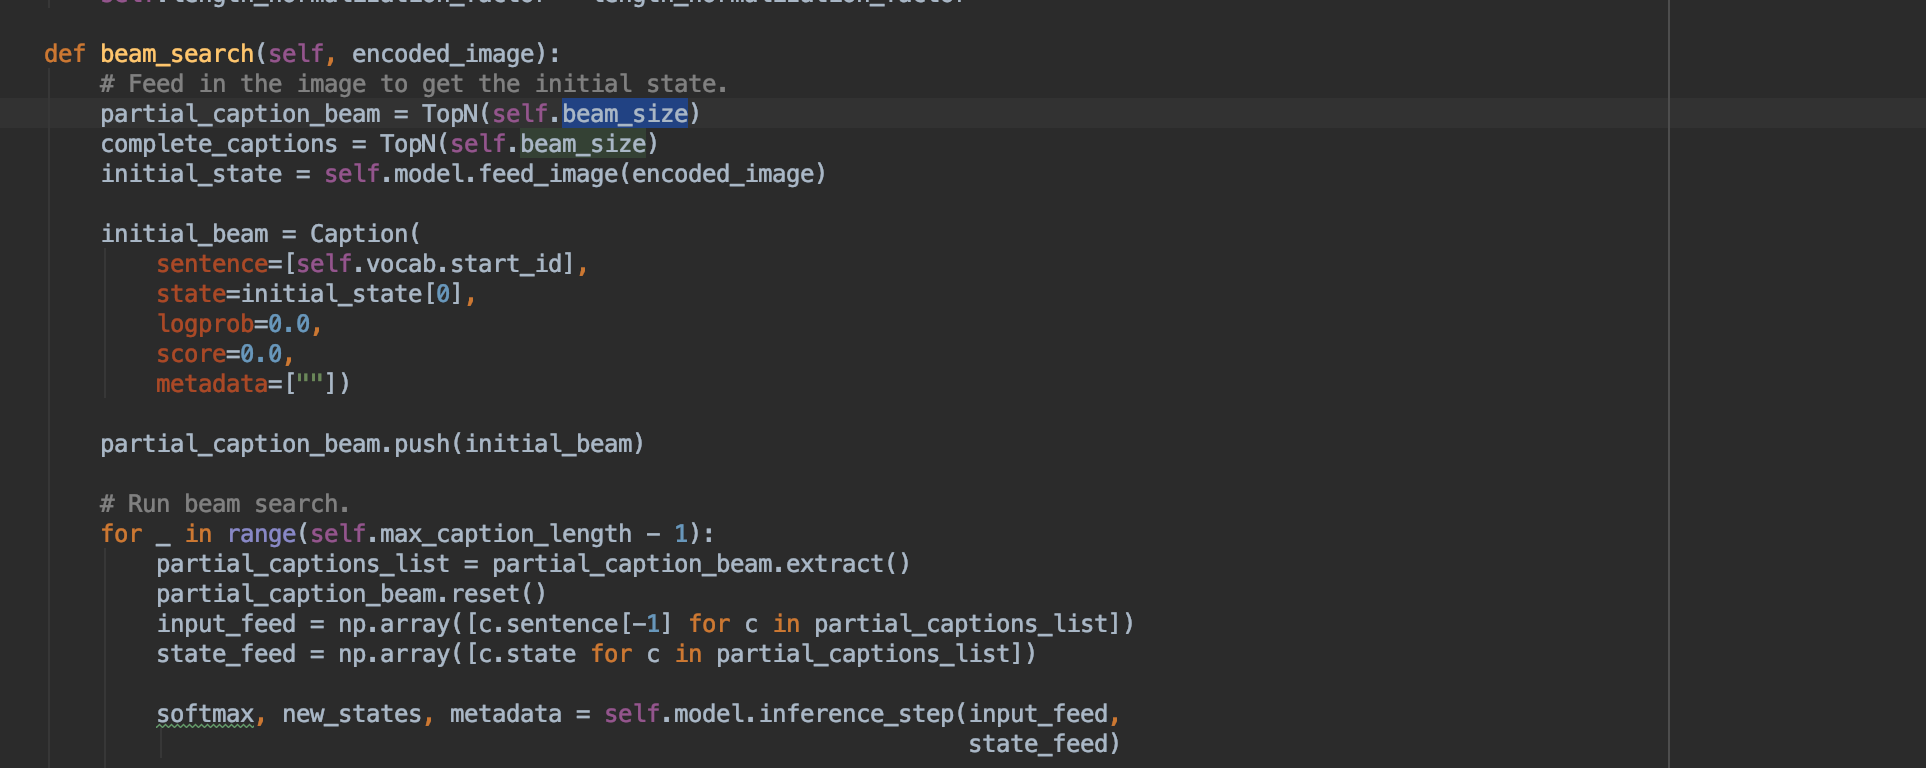 self.length_normalization_factor = length_normalization_factor
def beam_search(self, encoded_image):
# Feed in the image to get the initial state.
partial_caption_beam = TopN(self.beam_size)
complete_captions = TopN(self.beam_size)
initial_state = self.model.feed_image(encoded_image)
initial_beam = Caption(
sentence=[self.vocab.start_id],
state=initial_state[0],
logprob=0.0,
score=0.0,
metadata=[""])
partial_caption_beam.push(initial_beam)
# Run beam search.
for _ in range(self.max_caption_length - 1):
partial_captions_list = partial_caption_beam.extract()
partial_caption_beam.reset()
input_feed = np.array([c.sentence[-1] for c in partial_captions_list])
state_feed = np.array([c.state for c in partial_captions_list])
softmax, new_states, metadata = self.model.inference_step(input_feed,
state_feed)